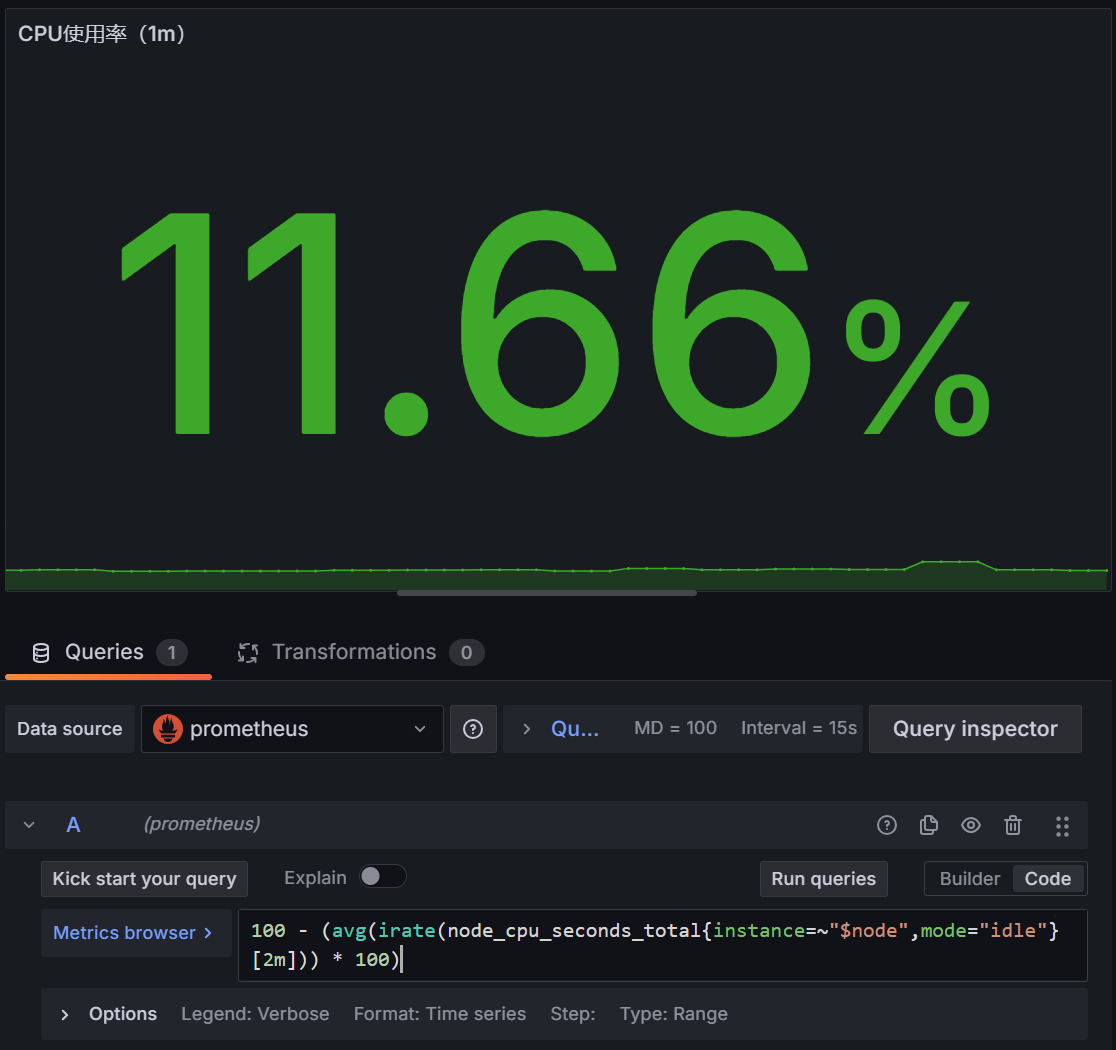 CPU使用率（1m）
11.66%
Queries 1 Transformations 0
Data source prometheus Qu... MD = 100 Interval = 15s Query inspector
A (prometheus)
Kick start your query Explain Run queries Builder Code
Metrics browser > 100 - (avg(irate(node_cpu_seconds_total{instance=~"$node",mode="idle"}
[2m])) * 100)
Options Legend: Verbose Format: Time series Step: Type: Range